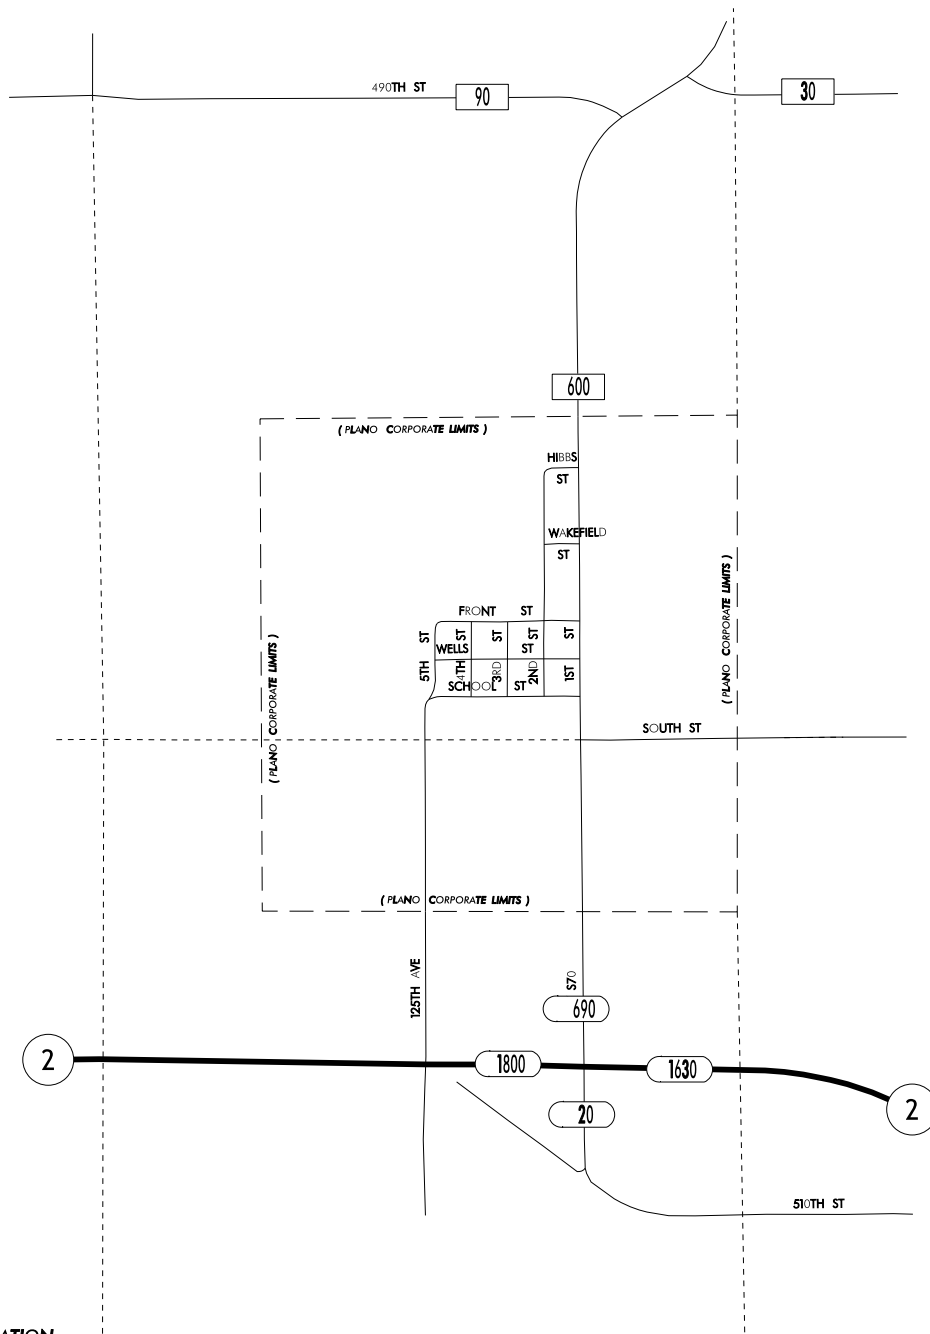 490TH ST
90
30
600
( PLANO CORPORATE LIMITS )
HIBBS
ST
WAKEFIELD
ST
( PLANO CORPORATE LIMITS )
FRONT ST
5TH ST
4TH ST
3RD ST
2ND ST
1ST ST
WELLS ST
SCHOOL ST
( PLANO CORPORATE LIMITS )
SOUTH ST
( PLANO CORPORATE LIMITS )
125TH AVE
S70
690
2
1800
1630
2
20
510TH ST